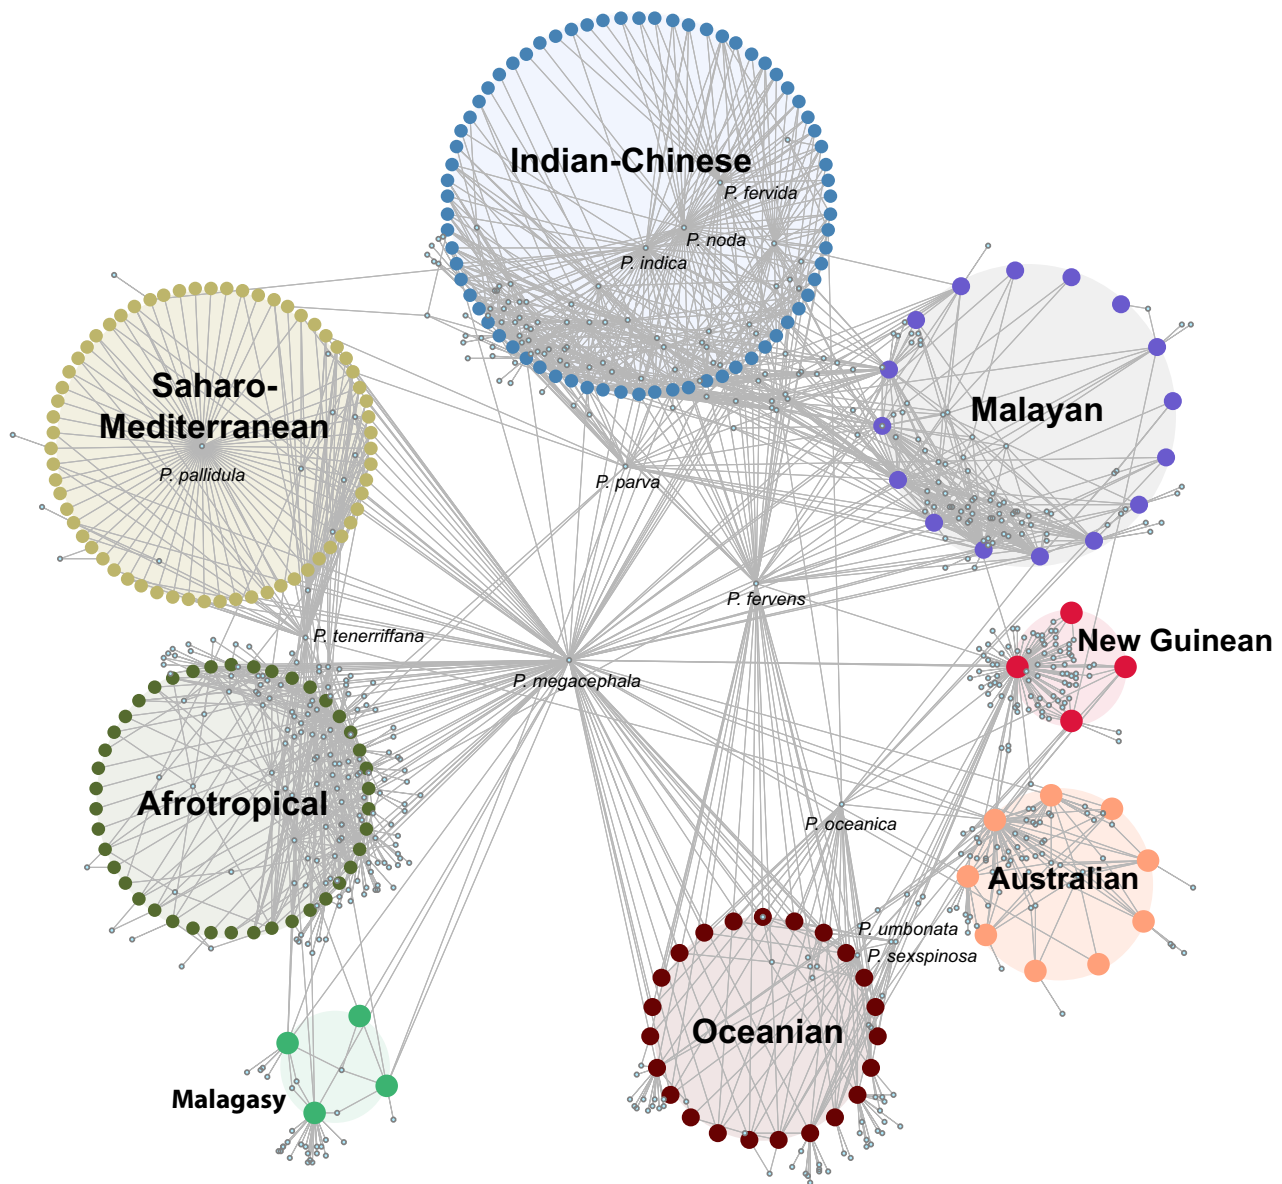 Indian-Chinese
P. fervida
P. noda
P. indica
Saharo-
Mediterranean
P. pallidula
Malayan
P. parva
P. fervens
P. tenerriffana
New Guinean
P. megacephala
Afrotropical
P. oceanica
Australian
P. umbonata
P. sexspinosa
Oceanian
Malagasy